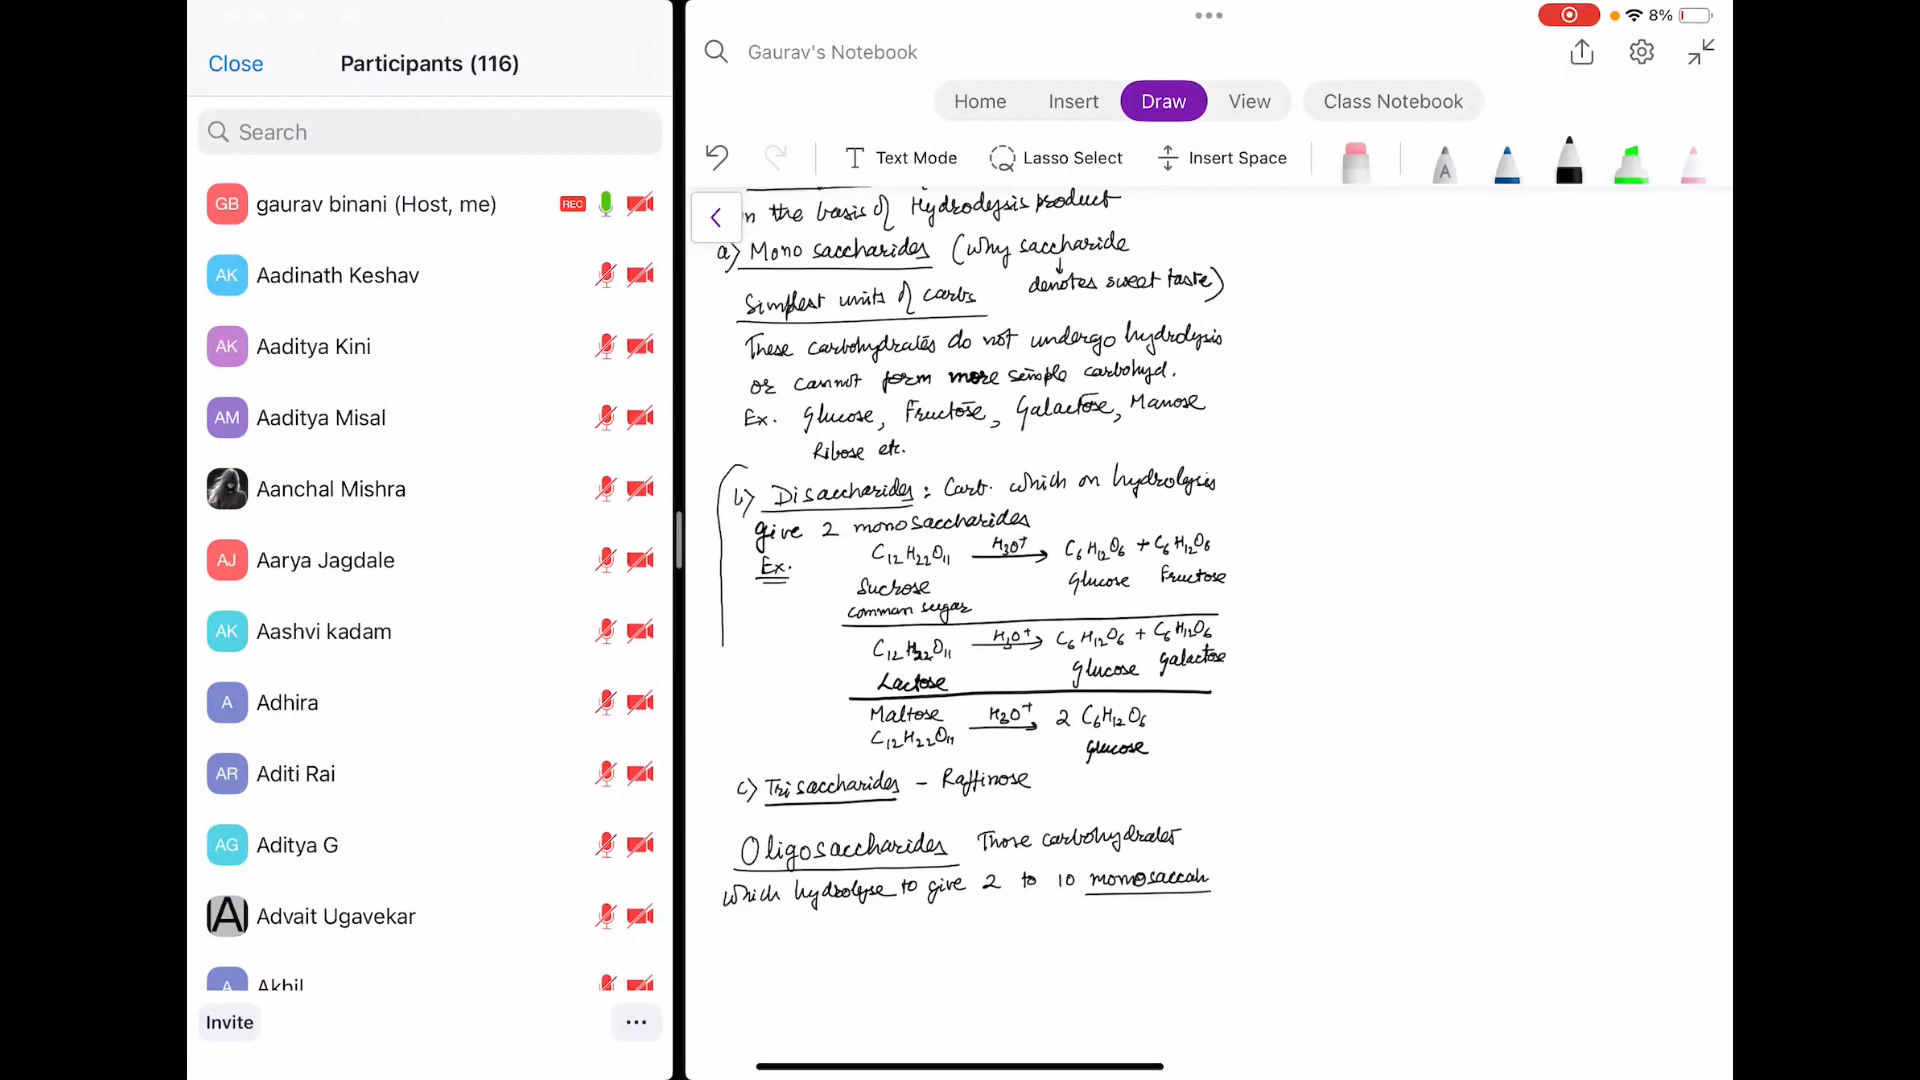 Close
Participants (116)
Search
GB gaurav binani (Host, me) REC
AK Aadinath Keshav
AK Aaditya Kini
AM Aaditya Misal
Aanchal Mishra
AJ Aarya Jagdale
AK Aashvi kadam
A Adhira
AR Aditi Rai
AG Aditya G
A Advait Ugavekar
A Akhil
Invite
8%
Gaurav's Notebook
Home Insert Draw View Class Notebook
Text Mode Lasso Select Insert Space A
n the basis of Hydrolysis product
a) Mono saccharides (Why saccharide
denotes sweet taste)
Simplest units of carbs
These carbohydrates do not undergo hydrolysis
or cannot form more simple carbohyd.
Ex. Glucose, Fructose, Galactose, Manose
Ribose etc.
b) Disaccharides : Carb. which on hydrolysis
give 2 monosaccharides
Ex. C12H22O11 H3O+ → C6H12O6 + C6H12O6
Sucrose Glucose Fructose
common sugar
C12H22O11 H3O+ → C6H12O6 + C6H12O6
Lactose Glucose Galactose
Maltose H3O+ → 2 C6H12O6
C12H22O11 Glucose
c) Trisaccharides - Raffinose
Oligosaccharides Those carbohydrates
which hydrolyse to give 2 to 10 monosaccah